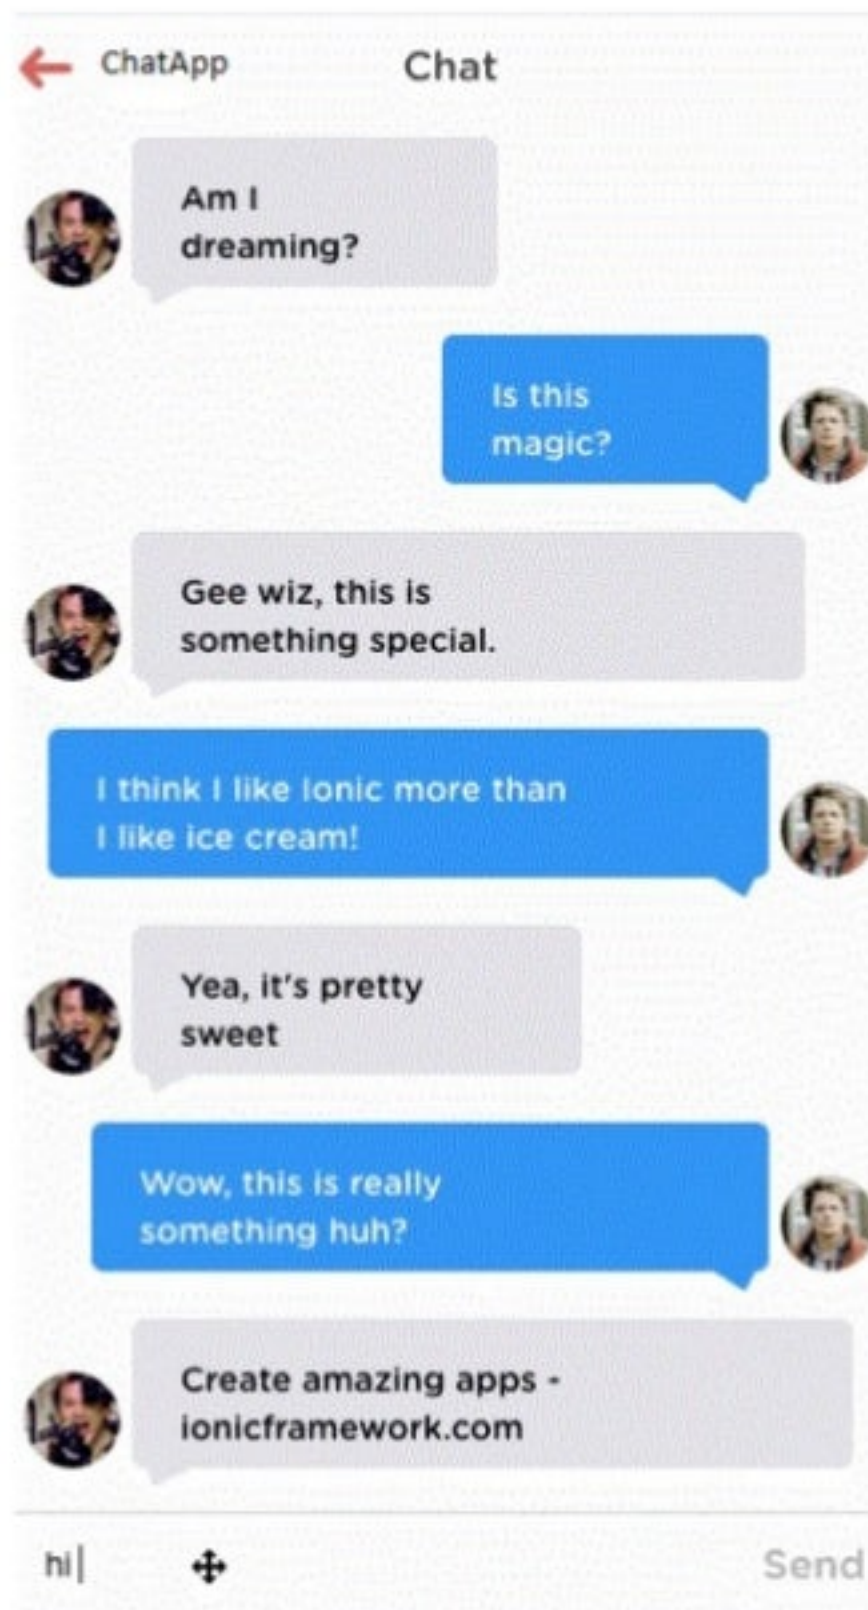 ChatApp Chat
Am I
dreaming?
Is this
magic?
Gee wiz, this is
something special.
I think I like Ionic more than
I like ice cream!
Yea, it's pretty
sweet
Wow, this is really
something huh?
Create amazing apps -
ionicframework.com
hi Send